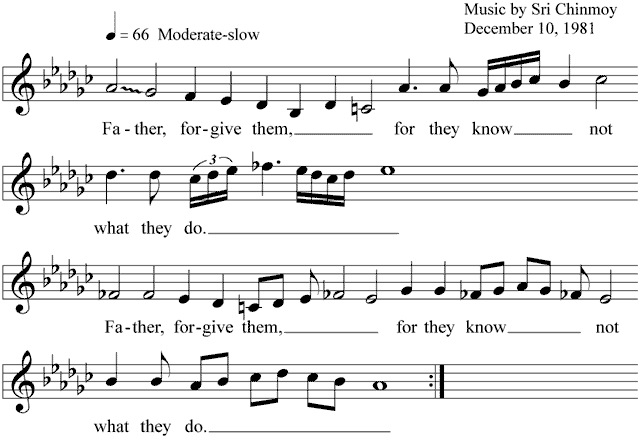 Music by Sri Chinmoy
♩ = 66 Moderate-slow December 10, 1981
Fa - ther, for - give them, for they know not
3
what they do.
Fa - ther, for - give them, for they know not
what they do.